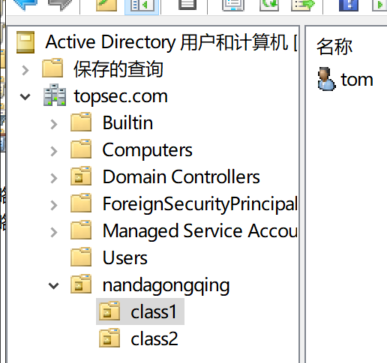 Active Directory 用户和计算机 [
名称
保存的查询
tom
topsec.com
Builtin
Computers
Domain Controllers
ForeignSecurityPrincipal
Managed Service Accou
Users
nandagongqing
class1
class2